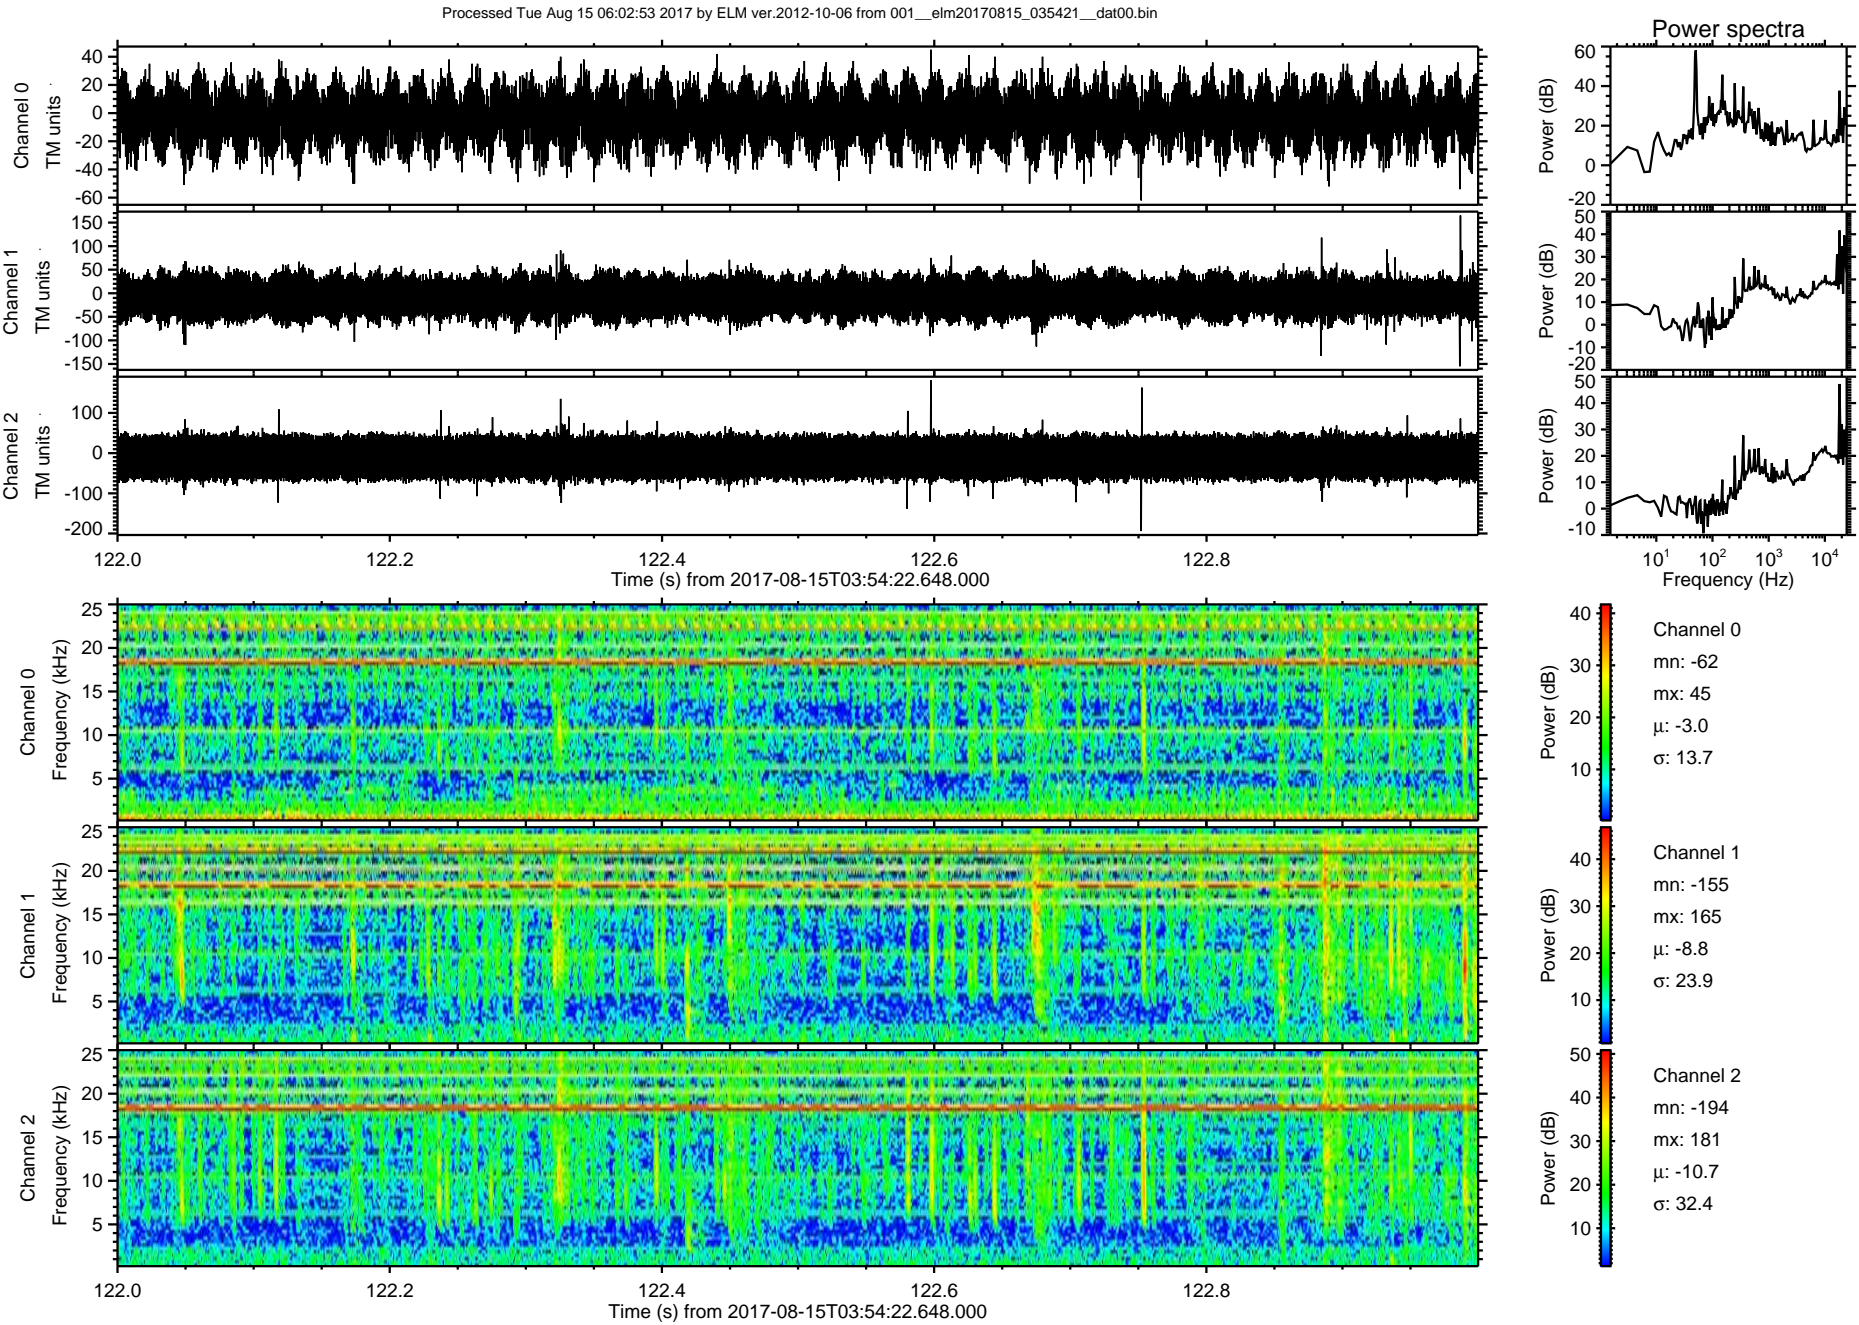 Processed Tue Aug 15 06:02:53 2017 by ELM ver.2012-10-06 from 001__elm20170815_035421__dat00.bin
Power spectra
Channel 0
TM units
40
20
0
-20
-40
-60
Power (dB)
60
40
20
0
-20
Channel 1
TM units
150
100
50
0
-50
-100
-150
Power (dB)
50
40
30
20
10
0
-10
-20
Channel 2
TM units
100
0
-100
-200
Power (dB)
50
40
30
20
10
0
-10
122.0 122.2 122.4 122.6 122.8
Time (s) from 2017-08-15T03:54:22.648.000
10¹ 10² 10³ 10⁴
Frequency (Hz)
Channel 0
Frequency (kHz)
25
20
15
10
5
Power (dB)
40
30
20
10
Channel 0
mn: -62
mx: 45
µ: -3.0
σ: 13.7
Channel 1
Frequency (kHz)
25
20
15
10
5
Power (dB)
40
30
20
10
Channel 1
mn: -155
mx: 165
µ: -8.8
σ: 23.9
Channel 2
Frequency (kHz)
25
20
15
10
5
Power (dB)
50
40
30
20
10
Channel 2
mn: -194
mx: 181
µ: -10.7
σ: 32.4
122.0 122.2 122.4 122.6 122.8
Time (s) from 2017-08-15T03:54:22.648.000